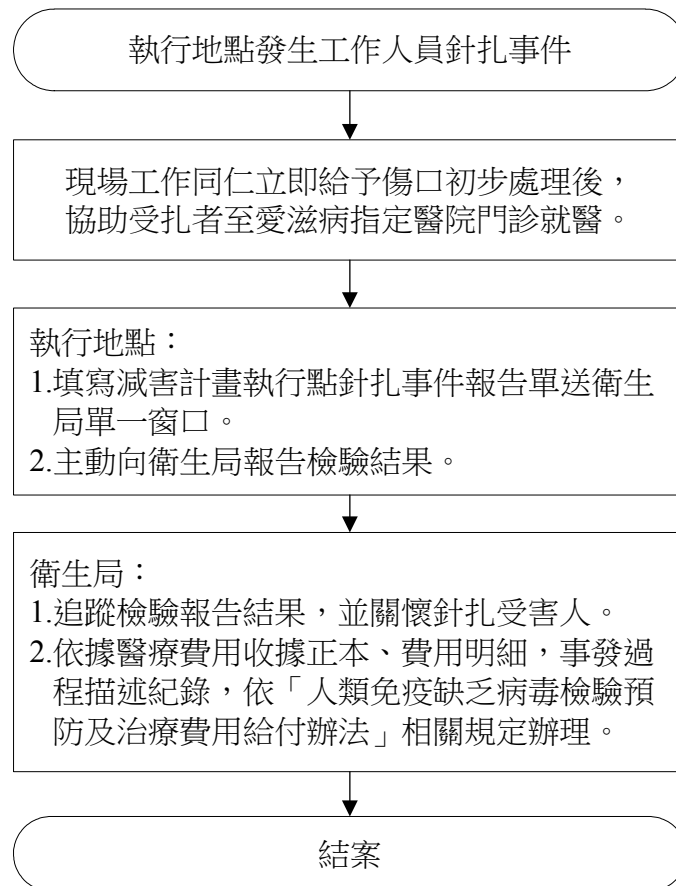 執行地點發生工作人員針扎事件
現場工作同仁立即給予傷口初步處理後，
協助受扎者至愛滋病指定醫院門診就醫。
執行地點：
1.填寫減害計畫執行點針扎事件報告單送衛生
局單一窗口。
2.主動向衛生局報告檢驗結果。
衛生局：
1.追蹤檢驗報告結果，並關懷針扎受害人。
2.依據醫療費用收據正本、費用明細，事發過
程描述紀錄，依「人類免疫缺乏病毒檢驗預
防及治療費用給付辦法」相關規定辦理。
結案